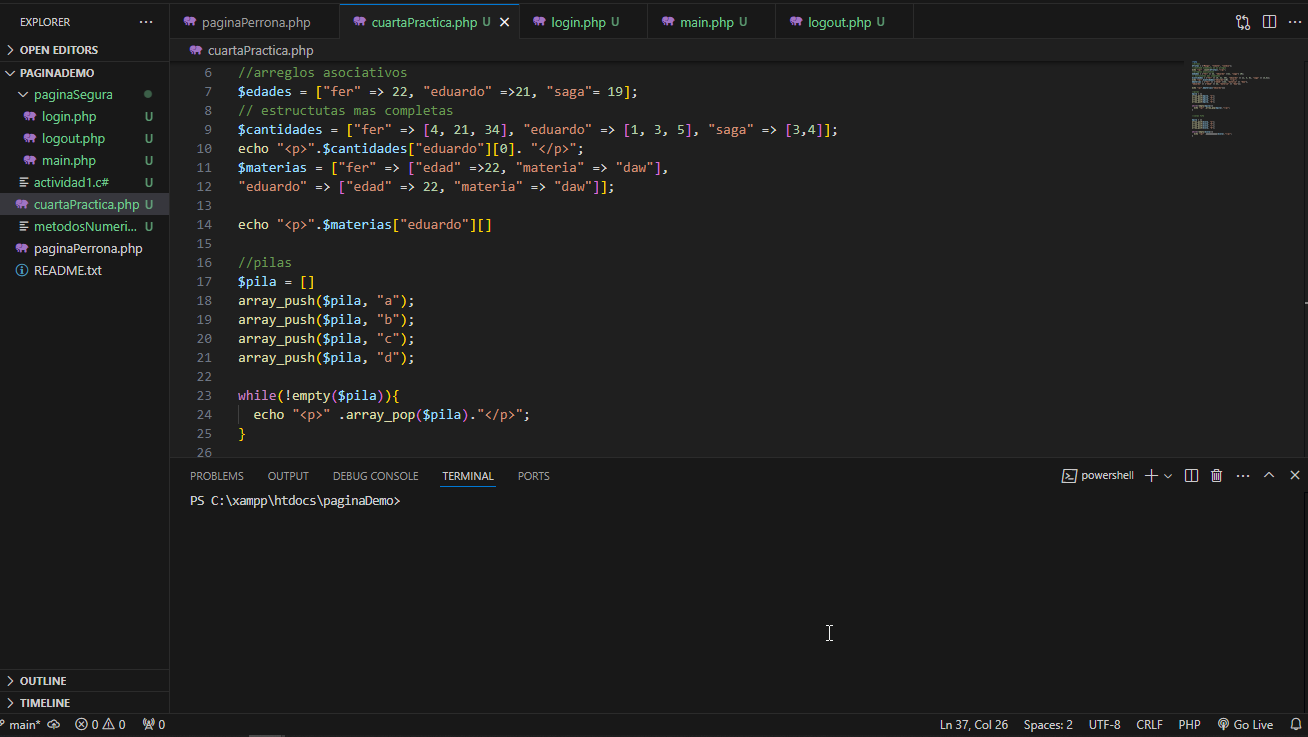 EXPLORER
OPEN EDITORS
PAGINADEMO
paginaSegura
login.php U
logout.php U
main.php U
actividad1.c# U
cuartaPractica.php U
metodosNumeri... U
paginaPerrona.php
README.txt
OUTLINE
TIMELINE
paginaPerrona.php cuartaPractica.php U login.php U main.php U logout.php U
cuartaPractica.php
6 //arreglos asociativos
7 $edades = ["fer" => 22, "eduardo" =>21, "saga"= 19];
8 // estructutas mas completas
9 $cantidades = ["fer" => [4, 21, 34], "eduardo" => [1, 3, 5], "saga" => [3,4]];
10 echo "<p>".$cantidades["eduardo"][0]. "</p>";
11 $materias = ["fer" => ["edad" =>22, "materia" => "daw"],
12 "eduardo" => ["edad" => 22, "materia" => "daw"]];
13
14 echo "<p>".$materias["eduardo"][]
15
16 //pilas
17 $pila = []
18 array_push($pila, "a");
19 array_push($pila, "b");
20 array_push($pila, "c");
21 array_push($pila, "d");
22
23 while(!empty($pila)){
24 echo "<p>" .array_pop($pila)."</p>";
25 }
26
PROBLEMS OUTPUT DEBUG CONSOLE TERMINAL PORTS powershell
PS C:\xampp\htdocs\paginaDemo>
main* 0 0 0 Ln 37, Col 26 Spaces: 2 UTF-8 CRLF PHP Go Live